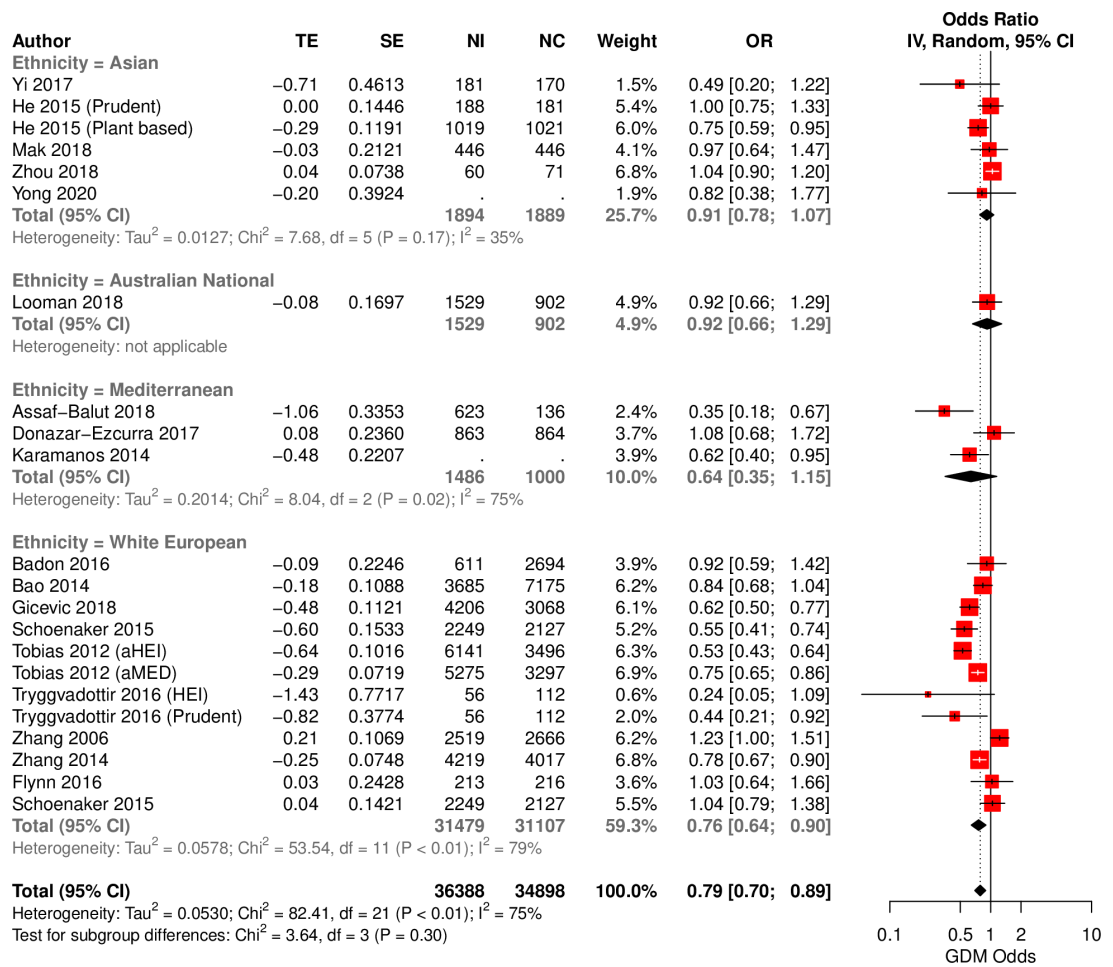 Odds Ratio
Author TE SE NI NC Weight OR IV, Random, 95% CI
Ethnicity = Asian
Yi 2017 −0.71 0.4613 181 170 1.5% 0.49 [0.20; 1.22]
He 2015 (Prudent) 0.00 0.1446 188 181 5.4% 1.00 [0.75; 1.33]
He 2015 (Plant based) −0.29 0.1191 1019 1021 6.0% 0.75 [0.59; 0.95]
Mak 2018 −0.03 0.2121 446 446 4.1% 0.97 [0.64; 1.47]
Zhou 2018 0.04 0.0738 60 71 6.8% 1.04 [0.90; 1.20]
Yong 2020 −0.20 0.3924 . . 1.9% 0.82 [0.38; 1.77]
Total (95% CI) 1894 1889 25.7% 0.91 [0.78; 1.07]
Heterogeneity: Tau² = 0.0127; Chi² = 7.68, df = 5 (P = 0.17); I² = 35%
Ethnicity = Australian National
Looman 2018 −0.08 0.1697 1529 902 4.9% 0.92 [0.66; 1.29]
Total (95% CI) 1529 902 4.9% 0.92 [0.66; 1.29]
Heterogeneity: not applicable
Ethnicity = Mediterranean
Assaf−Balut 2018 −1.06 0.3353 623 136 2.4% 0.35 [0.18; 0.67]
Donazar−Ezcurra 2017 0.08 0.2360 863 864 3.7% 1.08 [0.68; 1.72]
Karamanos 2014 −0.48 0.2207 . . 3.9% 0.62 [0.40; 0.95]
Total (95% CI) 1486 1000 10.0% 0.64 [0.35; 1.15]
Heterogeneity: Tau² = 0.2014; Chi² = 8.04, df = 2 (P = 0.02); I² = 75%
Ethnicity = White European
Badon 2016 −0.09 0.2246 611 2694 3.9% 0.92 [0.59; 1.42]
Bao 2014 −0.18 0.1088 3685 7175 6.2% 0.84 [0.68; 1.04]
Gicevic 2018 −0.48 0.1121 4206 3068 6.1% 0.62 [0.50; 0.77]
Schoenaker 2015 −0.60 0.1533 2249 2127 5.2% 0.55 [0.41; 0.74]
Tobias 2012 (aHEI) −0.64 0.1016 6141 3496 6.3% 0.53 [0.43; 0.64]
Tobias 2012 (aMED) −0.29 0.0719 5275 3297 6.9% 0.75 [0.65; 0.86]
Tryggvadottir 2016 (HEI) −1.43 0.7717 56 112 0.6% 0.24 [0.05; 1.09]
Tryggvadottir 2016 (Prudent) −0.82 0.3774 56 112 2.0% 0.44 [0.21; 0.92]
Zhang 2006 0.21 0.1069 2519 2666 6.2% 1.23 [1.00; 1.51]
Zhang 2014 −0.25 0.0748 4219 4017 6.8% 0.78 [0.67; 0.90]
Flynn 2016 0.03 0.2428 213 216 3.6% 1.03 [0.64; 1.66]
Schoenaker 2015 0.04 0.1421 2249 2127 5.5% 1.04 [0.79; 1.38]
Total (95% CI) 31479 31107 59.3% 0.76 [0.64; 0.90]
Heterogeneity: Tau² = 0.0578; Chi² = 53.54, df = 11 (P < 0.01); I² = 79%
Total (95% CI) 36388 34898 100.0% 0.79 [0.70; 0.89]
Heterogeneity: Tau² = 0.0530; Chi² = 82.41, df = 21 (P < 0.01); I² = 75%
Test for subgroup differences: Chi² = 3.64, df = 3 (P = 0.30)
0.1 0.5 1 2 10
GDM Odds